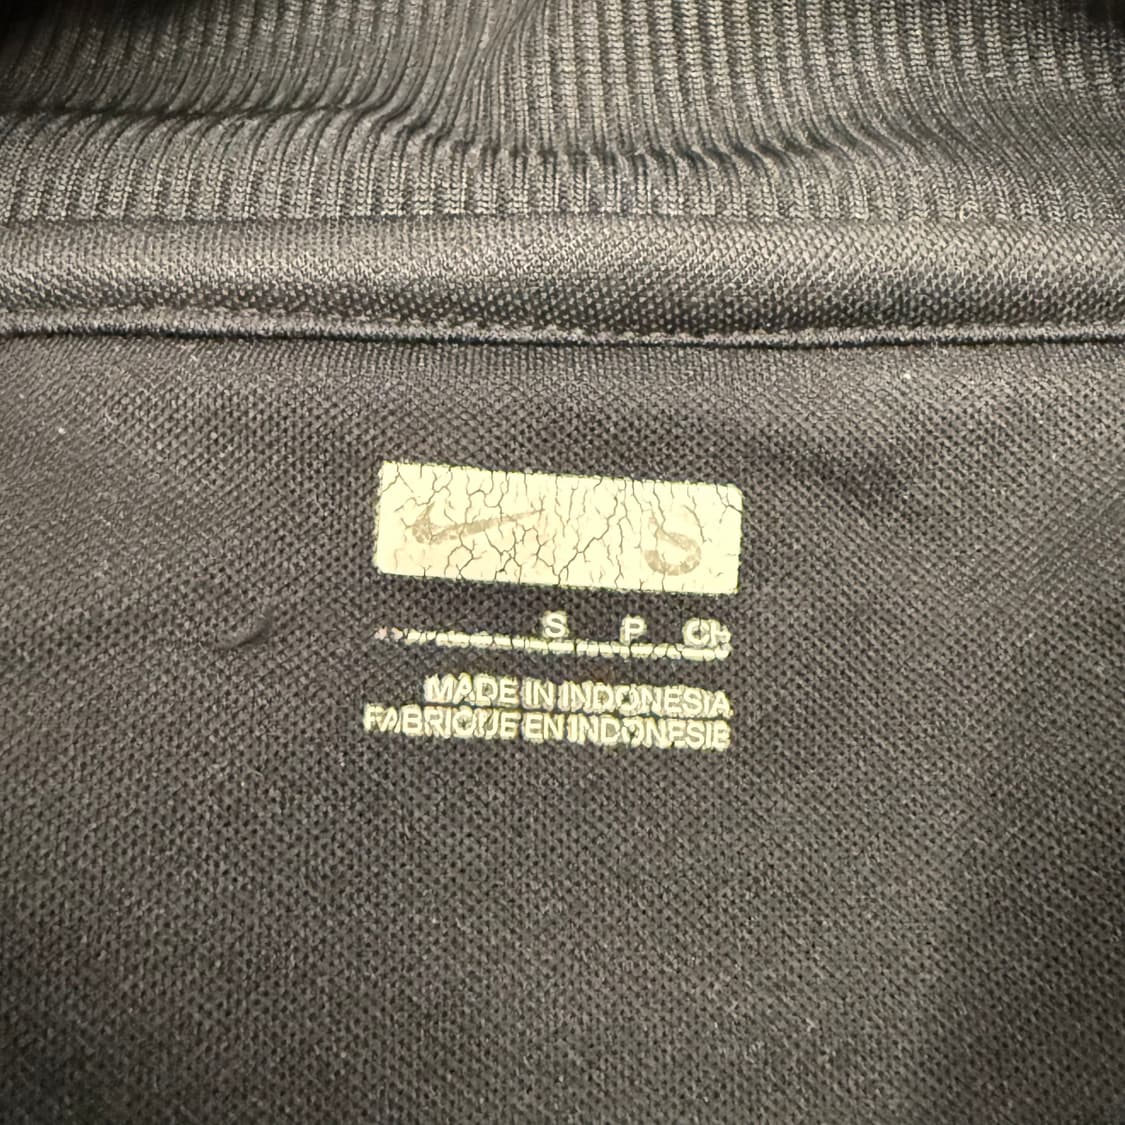 S
S P CH
MADE IN INDONESIA
FABRIQUE EN INDONESIE